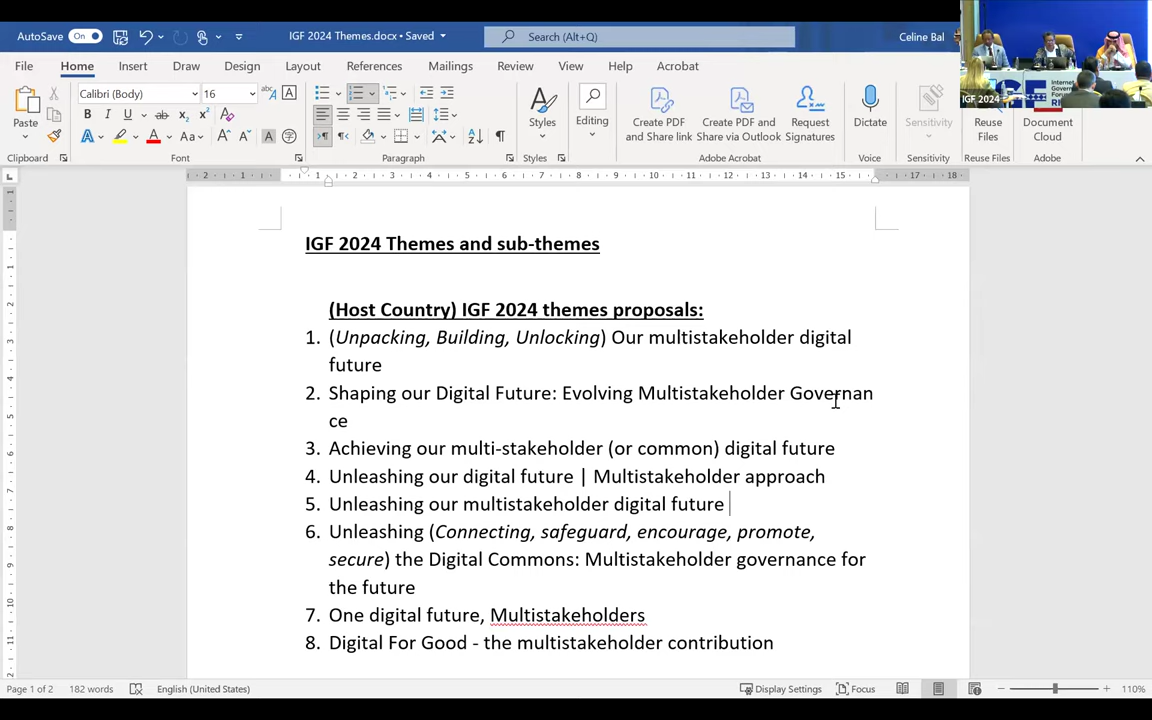 AutoSave On
IGF 2024 Themes.docx • Saved
Search (Alt+Q)
Celine Bal
File Home Insert Draw Design Layout References Mailings Review View Help Acrobat
Paste
Calibri (Body) 16
Styles
Editing
Create PDF and Share link
Create PDF and Share via Outlook
Request Signatures
Dictate
Sensitivity
Reuse Files
Document Cloud
Clipboard Font Paragraph Styles Adobe Acrobat Voice Sensitivity Reuse Files Adobe
IGF 2024
Internet
IGF 2024 Themes and sub-themes
(Host Country) IGF 2024 themes proposals:
1. (Unpacking, Building, Unlocking) Our multistakeholder digital
future
2. Shaping our Digital Future: Evolving Multistakeholder Governan
ce
3. Achieving our multi-stakeholder (or common) digital future
4. Unleashing our digital future | Multistakeholder approach
5. Unleashing our multistakeholder digital future
6. Unleashing (Connecting, safeguard, encourage, promote,
secure) the Digital Commons: Multistakeholder governance for
the future
7. One digital future, Multistakeholders
8. Digital For Good - the multistakeholder contribution
Page 1 of 2 182 words English (United States) Display Settings Focus 110%